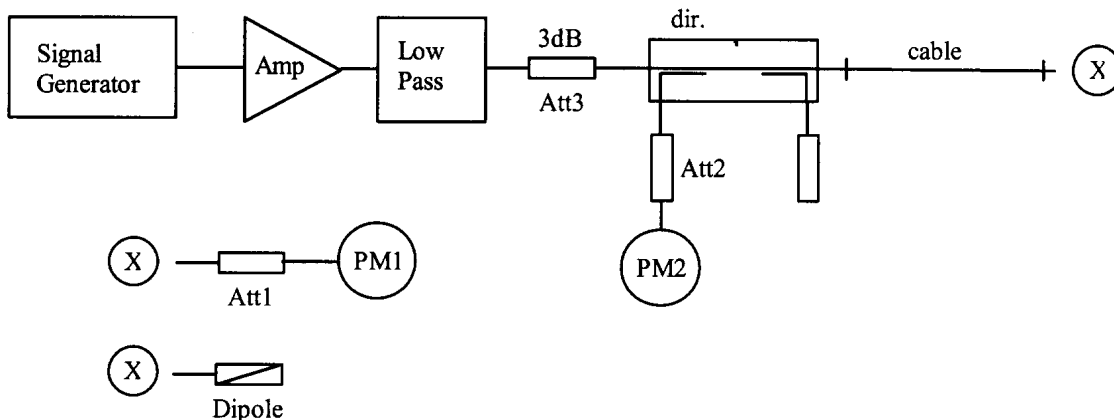 Signal
Generator
Amp
Low
Pass
3dB
Att3
dir.
cable
X
Att2
PM2
X
Att1
PM1
X
Dipole